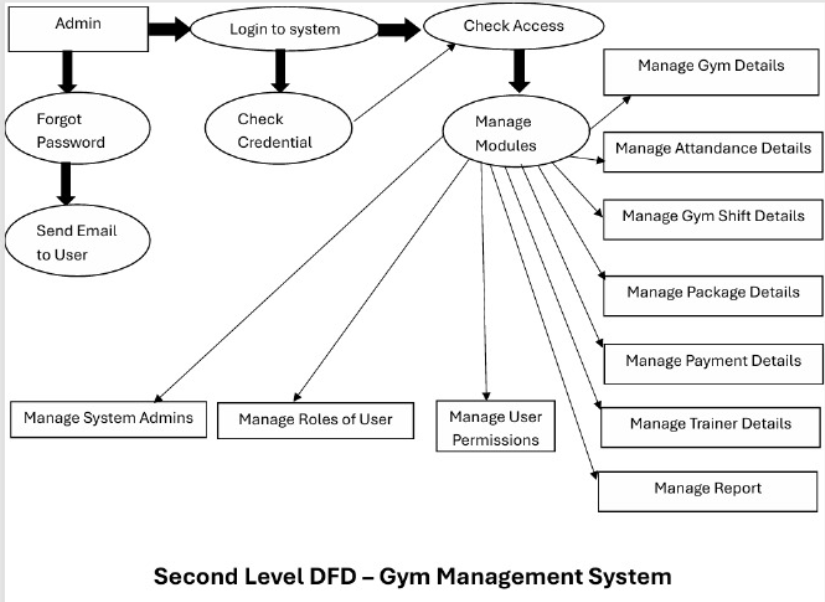 Admin
Login to system
Check Access
Manage Gym Details
Forgot
Password
Check
Credential
Manage
Modules
Manage Attandance Details
Manage Gym Shift Details
Send Email
to User
Manage Package Details
Manage Payment Details
Manage System Admins
Manage Roles of User
Manage User
Permissions
Manage Trainer Details
Manage Report
Second Level DFD – Gym Management System